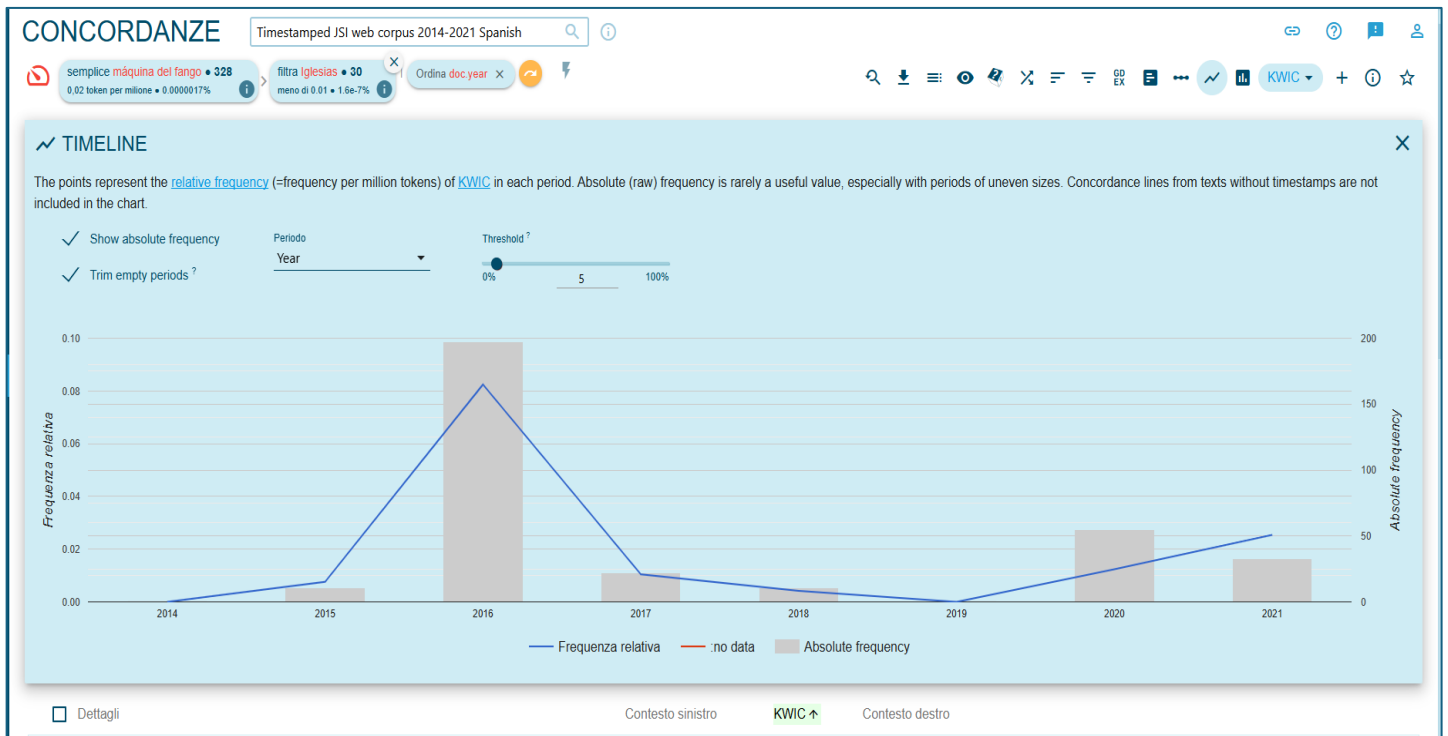 CONCORDANZE
Timestamped JSI web corpus 2014-2021 Spanish
semplice máquina del fango • 328
0,02 token per milione • 0.0000017%
filtra Iglesias • 30
meno di 0.01 • 1.6e-7%
Ordina doc.year
GD
EX
KWIC
TIMELINE
The points represent the relative frequency (=frequency per million tokens) of KWIC in each period. Absolute (raw) frequency is rarely a useful value, especially with periods of uneven sizes. Concordance lines from texts without timestamps are not
included in the chart.
Show absolute frequency
Trim empty periods ?
Periodo
Year
Threshold ?
0% 5 100%
Frequenza relativa
0.10
0.08
0.06
0.04
0.02
0.00
2014 2015 2016 2017 2018 2019 2020 2021
200
150
100
50
0
Absolute frequency
Frequenza relativa :no data Absolute frequency
Dettagli Contesto sinistro KWIC Contesto destro